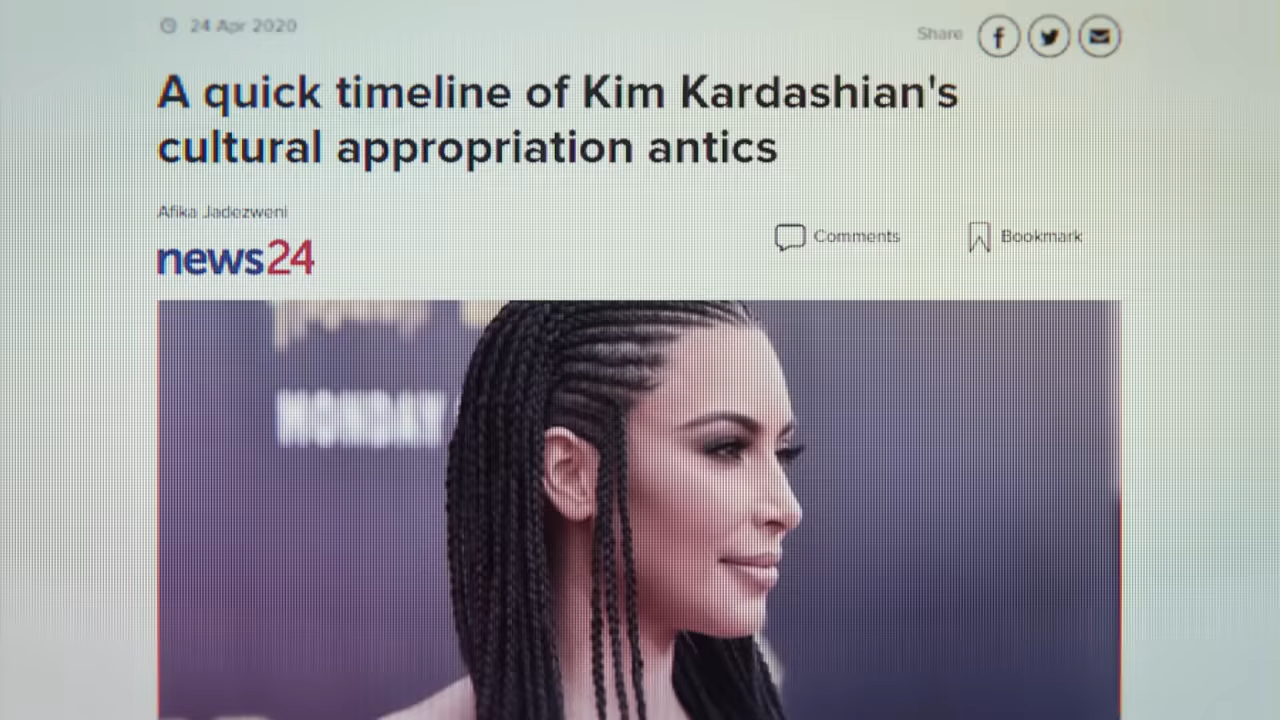 24 Apr 2020
Share
A quick timeline of Kim Kardashian's
cultural appropriation antics
Afika Jadezweni
news24
Comments
Bookmark
MONDAY